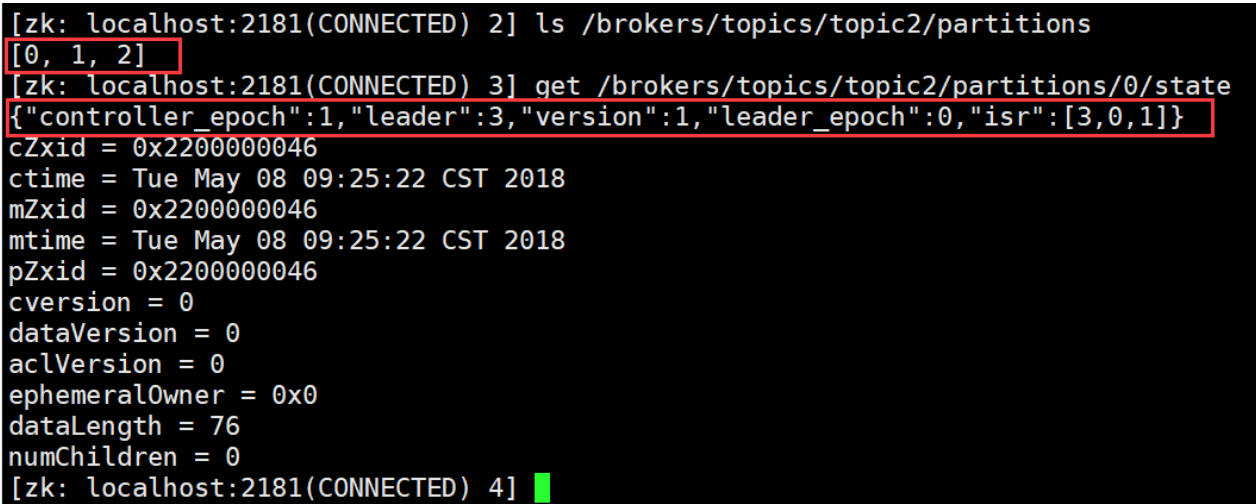 [zk: localhost:2181(CONNECTED) 2] ls /brokers/topics/topic2/partitions
[0, 1, 2]
[zk: localhost:2181(CONNECTED) 3] get /brokers/topics/topic2/partitions/0/state
{"controller_epoch":1,"leader":3,"version":1,"leader_epoch":0,"isr":[3,0,1]}
cZxid = 0x2200000046
ctime = Tue May 08 09:25:22 CST 2018
mZxid = 0x2200000046
mtime = Tue May 08 09:25:22 CST 2018
pZxid = 0x2200000046
cversion = 0
dataVersion = 0
aclVersion = 0
ephemeralOwner = 0x0
dataLength = 76
numChildren = 0
[zk: localhost:2181(CONNECTED) 4]